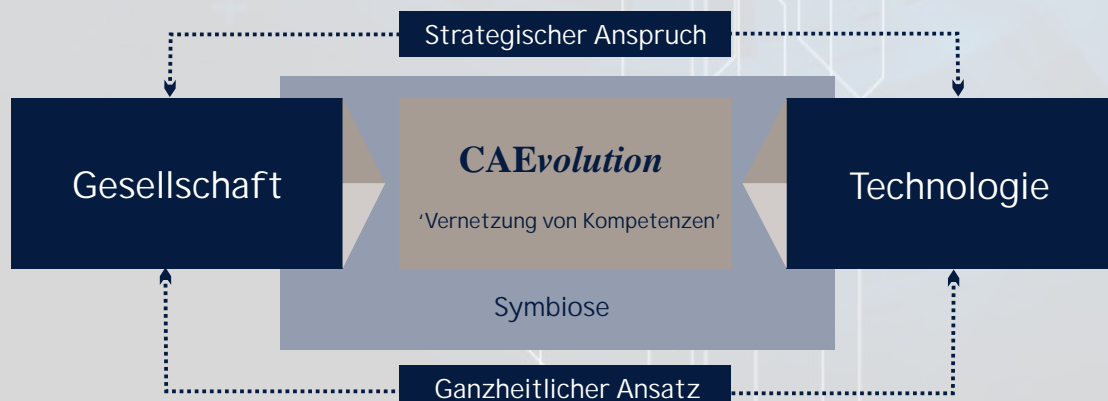 Strategischer Anspruch
Gesellschaft
CAEvolution
'Vernetzung von Kompetenzen'
Technologie
Symbiose
Ganzheitlicher Ansatz